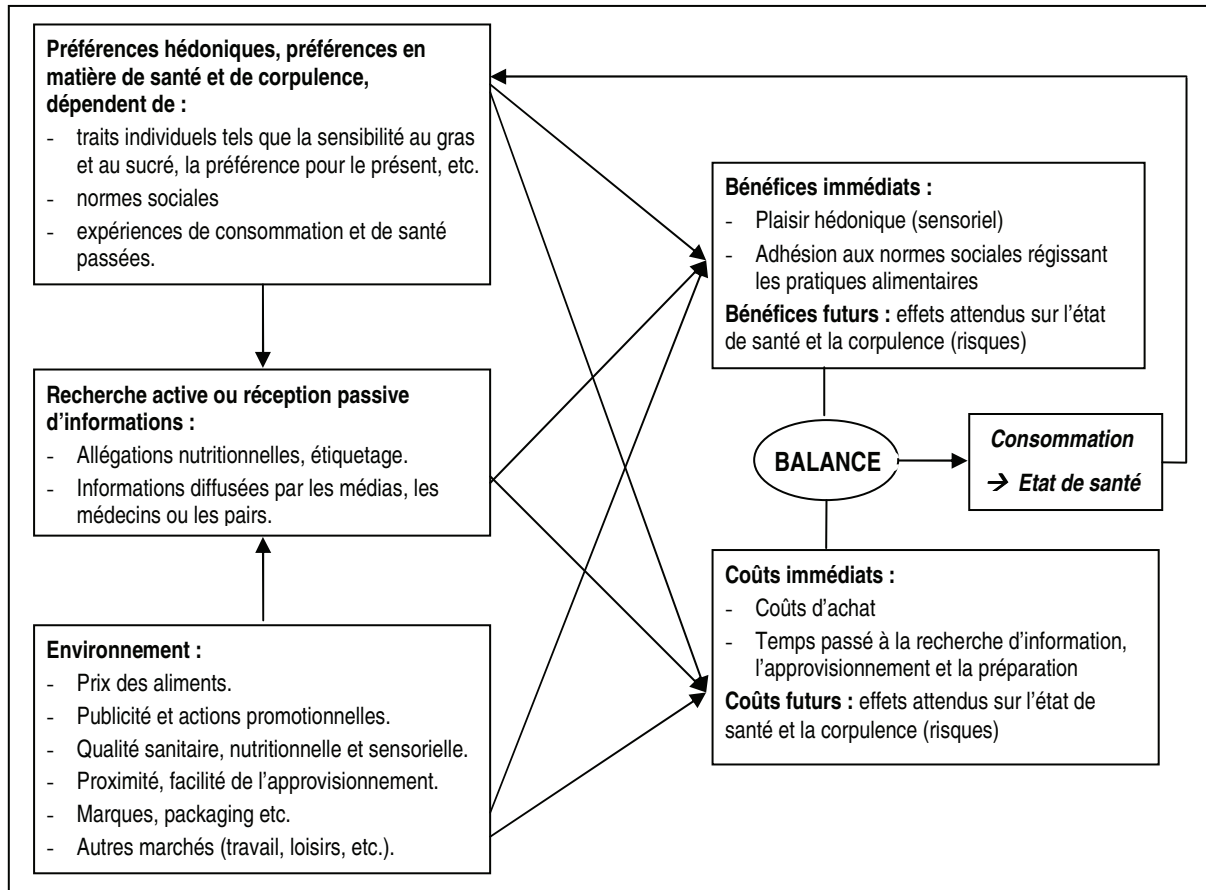 Préférences hédoniques, préférences en
matière de santé et de corpulence,
dépendent de :
- traits individuels tels que la sensibilité au gras
et au sucré, la préférence pour le présent, etc.
- normes sociales
- expériences de consommation et de santé
passées.
Recherche active ou réception passive
d’informations :
- Allégations nutritionnelles, étiquetage.
- Informations diffusées par les médias, les
médecins ou les pairs.
Environnement :
- Prix des aliments.
- Publicité et actions promotionnelles.
- Qualité sanitaire, nutritionnelle et sensorielle.
- Proximité, facilité de l’approvisionnement.
- Marques, packaging etc.
- Autres marchés (travail, loisirs, etc.).
Bénéfices immédiats :
- Plaisir hédonique (sensoriel)
- Adhésion aux normes sociales régissant
les pratiques alimentaires
Bénéfices futurs : effets attendus sur l’état
de santé et la corpulence (risques)
BALANCE
Consommation
→ Etat de santé
Coûts immédiats :
- Coûts d’achat
- Temps passé à la recherche d’information,
l’approvisionnement et la préparation
Coûts futurs : effets attendus sur l’état de
santé et la corpulence (risques)